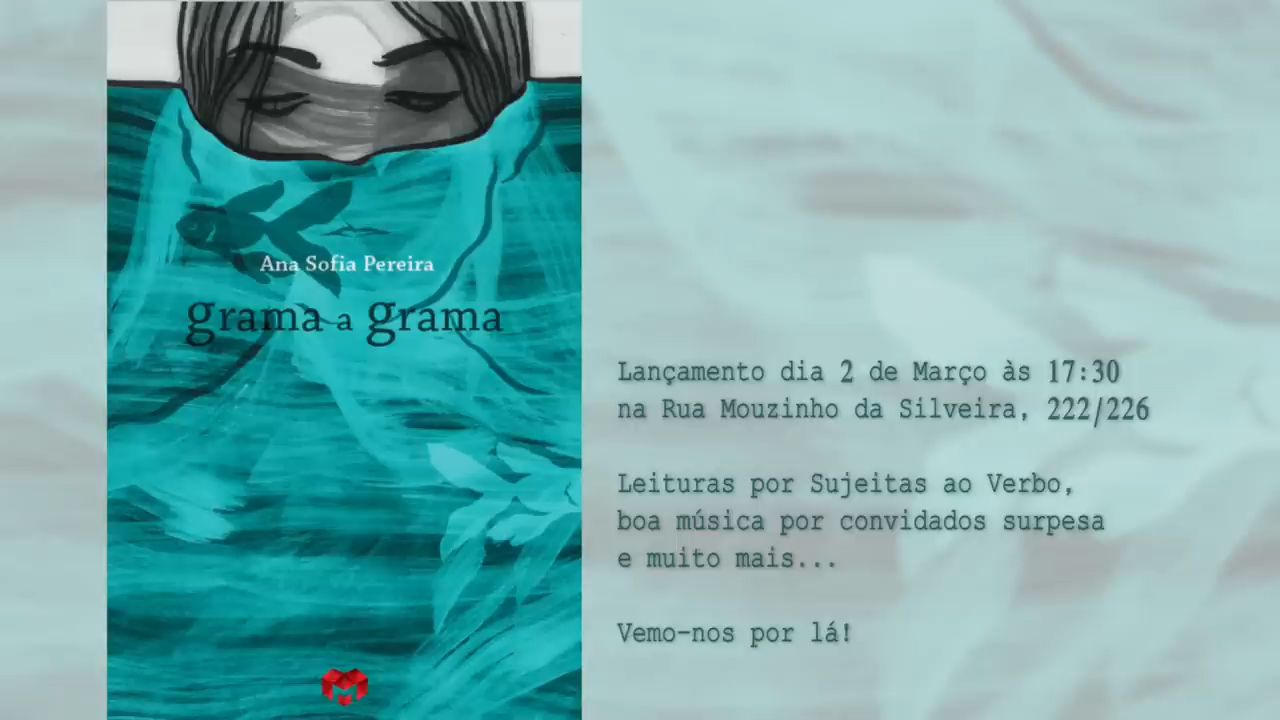 Ana Sofia Pereira
grama a grama
Lançamento dia 2 de Março às 17:30
na Rua Mouzinho da Silveira, 222/226
Leituras por Sujeitas ao Verbo,
boa música por convidados surpesa
e muito mais...
Vemo-nos por lá!